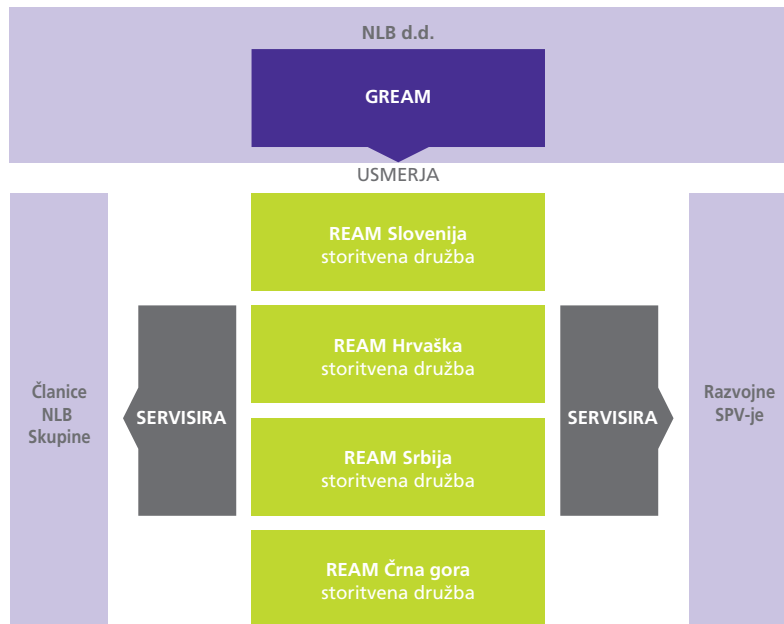 NLB d.d.
GREAM
USMERJA
REAM Slovenija
storitvena družba
REAM Hrvaška
storitvena družba
Članice
NLB
Skupine
SERVISIRA
SERVISIRA
Razvojne
SPV-je
REAM Srbija
storitvena družba
REAM Črna gora
storitvena družba